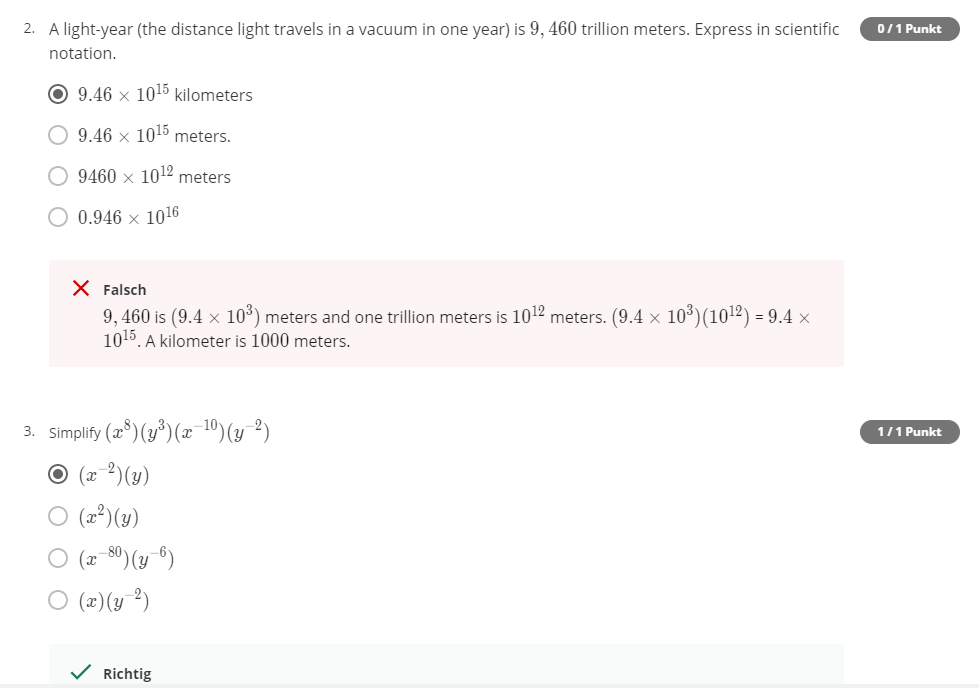 2. A light-year (the distance light travels in a vacuum in one year) is 9, 460 trillion meters. Express in scientific
0 / 1 Punkt
notation.
9.46 × 10^15 kilometers
9.46 × 10^15 meters.
9460 × 10^12 meters
0.946 × 10^16
Falsch
9, 460 is (9.4 × 10^3) meters and one trillion meters is 10^12 meters. (9.4 × 10^3)(10^12) = 9.4 ×
10^15. A kilometer is 1000 meters.
3. Simplify (x^8)(y^3)(x^−10)(y^−2)
1 / 1 Punkt
(x^−2)(y)
(x^2)(y)
(x^−80)(y^−6)
(x)(y^−2)
Richtig